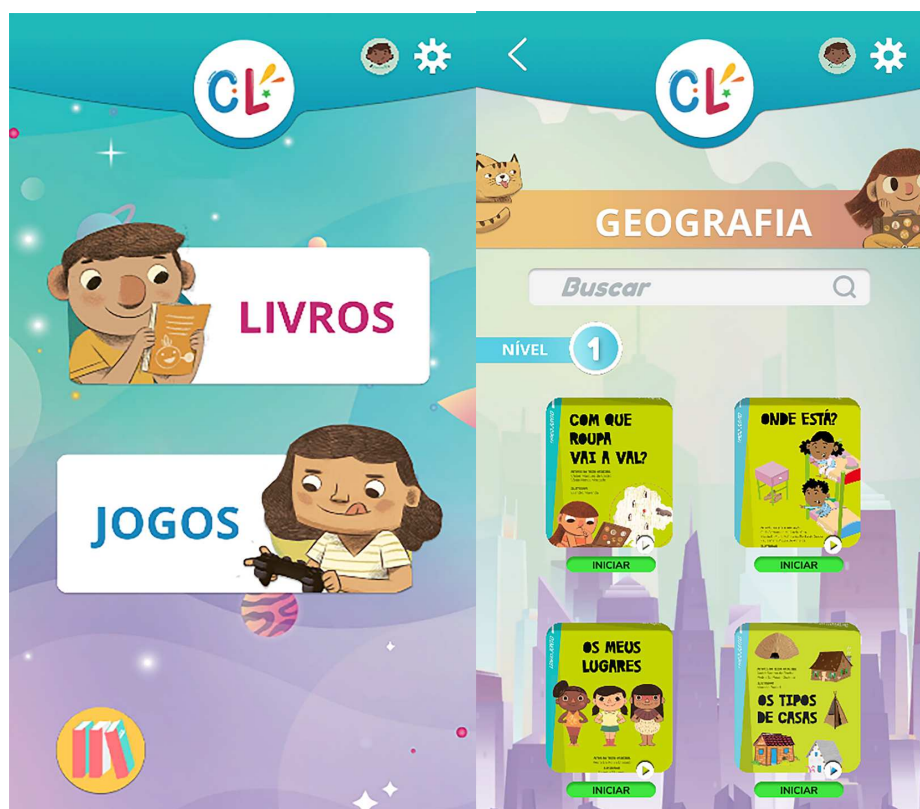 CL
LIVROS
JOGOS
CL
GEOGRAFIA
Buscar
NÍVEL 1
COM QUE
ROUPA
VAI A VAL?
INICIAR
ONDE ESTÁ?
INICIAR
OS MEUS
LUGARES
INICIAR
OS TIPOS
DE CASAS
INICIAR